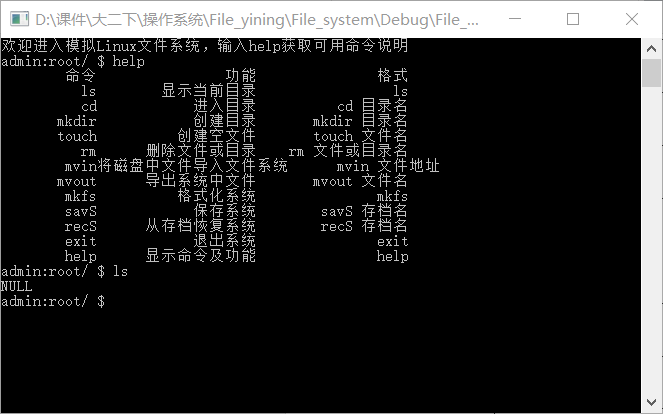 D:\课件\大二下\操作系统\File_yining\File_system\Debug\File_...
欢迎进入模拟Linux文件系统，输入help获取可用命令说明
admin:root/ $ help
命令 功能 格式
ls 显示当前目录 ls
cd 进入目录 cd 目录名
mkdir 创建目录 mkdir 目录名
touch 创建空文件 touch 文件名
rm 删除文件或目录 rm 文件或目录名
mvin将磁盘中文件导入文件系统 mvin 文件地址
mvout 导出系统中文件 mvout 文件名
mkfs 格式化系统 mkfs
savS 保存系统 savS 存档名
recS 从存档恢复系统 recS 存档名
exit 退出系统 exit
help 显示命令及功能 help
admin:root/ $ ls
NULL
admin:root/ $